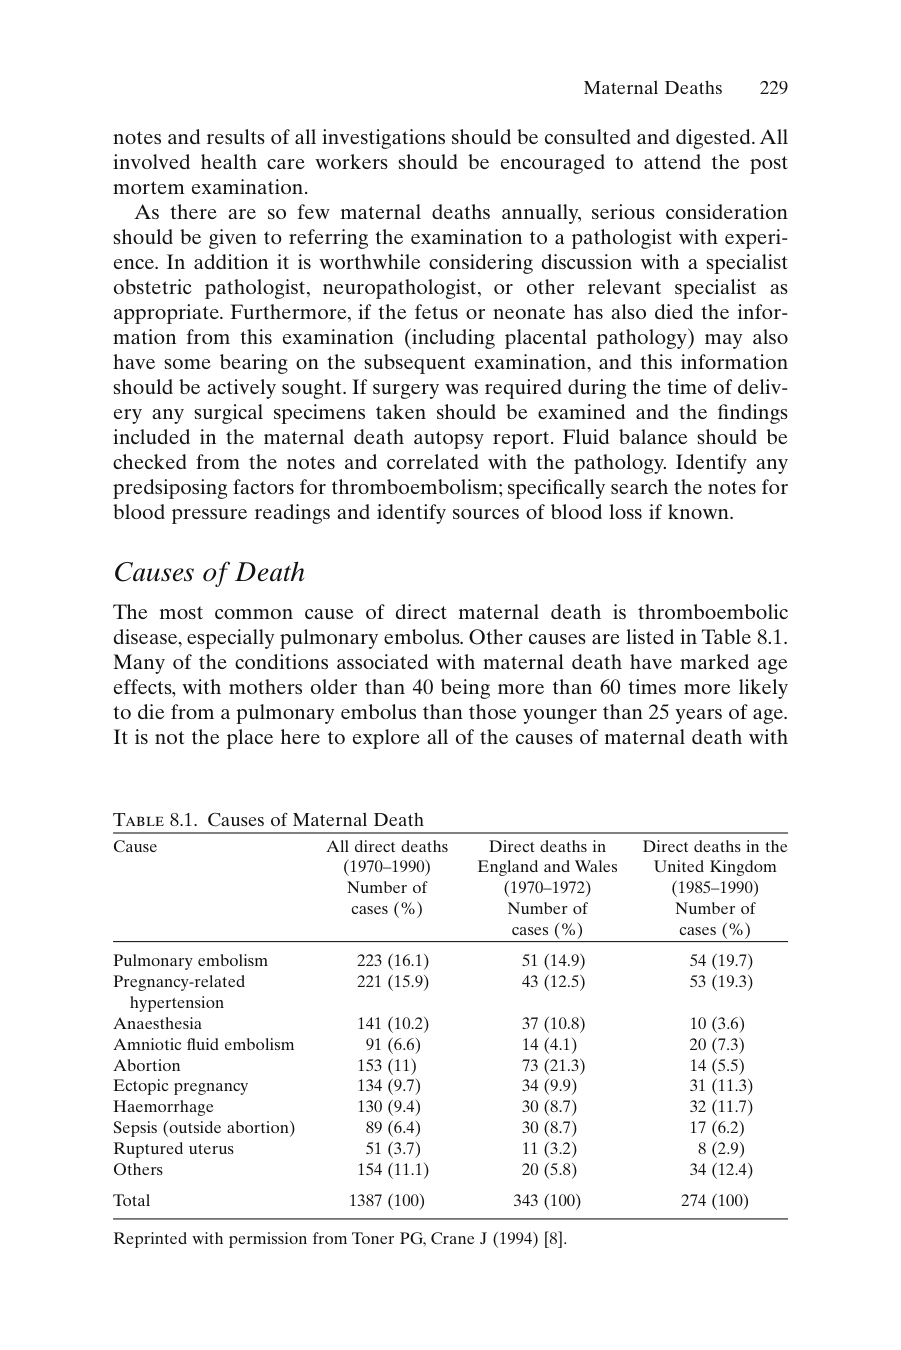 Maternal Deaths 229
notes and results of all investigations should be consulted and digested. All
involved health care workers should be encouraged to attend the post
mortem examination.
As there are so few maternal deaths annually, serious consideration
should be given to referring the examination to a pathologist with experi-
ence. In addition it is worthwhile considering discussion with a specialist
obstetric pathologist, neuropathologist, or other relevant specialist as
appropriate. Furthermore, if the fetus or neonate has also died the infor-
mation from this examination (including placental pathology) may also
have some bearing on the subsequent examination, and this information
should be actively sought. If surgery was required during the time of deliv-
ery any surgical specimens taken should be examined and the findings
included in the maternal death autopsy report. Fluid balance should be
checked from the notes and correlated with the pathology. Identify any
predsiposing factors for thromboembolism; specifically search the notes for
blood pressure readings and identify sources of blood loss if known.
Causes of Death
The most common cause of direct maternal death is thromboembolic
disease, especially pulmonary embolus. Other causes are listed in Table 8.1.
Many of the conditions associated with maternal death have marked age
effects, with mothers older than 40 being more than 60 times more likely
to die from a pulmonary embolus than those younger than 25 years of age.
It is not the place here to explore all of the causes of maternal death with
TABLE 8.1. Causes of Maternal Death
Cause All direct deaths Direct deaths in Direct deaths in the
(1970–1990) England and Wales United Kingdom
Number of (1970–1972) (1985–1990)
cases (%) Number of Number of
cases (%) cases (%)
Pulmonary embolism 223 (16.1) 51 (14.9) 54 (19.7)
Pregnancy-related 221 (15.9) 43 (12.5) 53 (19.3)
hypertension
Anaesthesia 141 (10.2) 37 (10.8) 10 (3.6)
Amniotic fluid embolism 91 (6.6) 14 (4.1) 20 (7.3)
Abortion 153 (11) 73 (21.3) 14 (5.5)
Ectopic pregnancy 134 (9.7) 34 (9.9) 31 (11.3)
Haemorrhage 130 (9.4) 30 (8.7) 32 (11.7)
Sepsis (outside abortion) 89 (6.4) 30 (8.7) 17 (6.2)
Ruptured uterus 51 (3.7) 11 (3.2) 8 (2.9)
Others 154 (11.1) 20 (5.8) 34 (12.4)
Total 1387 (100) 343 (100) 274 (100)
Reprinted with permission from Toner PG, Crane J (1994) [8].